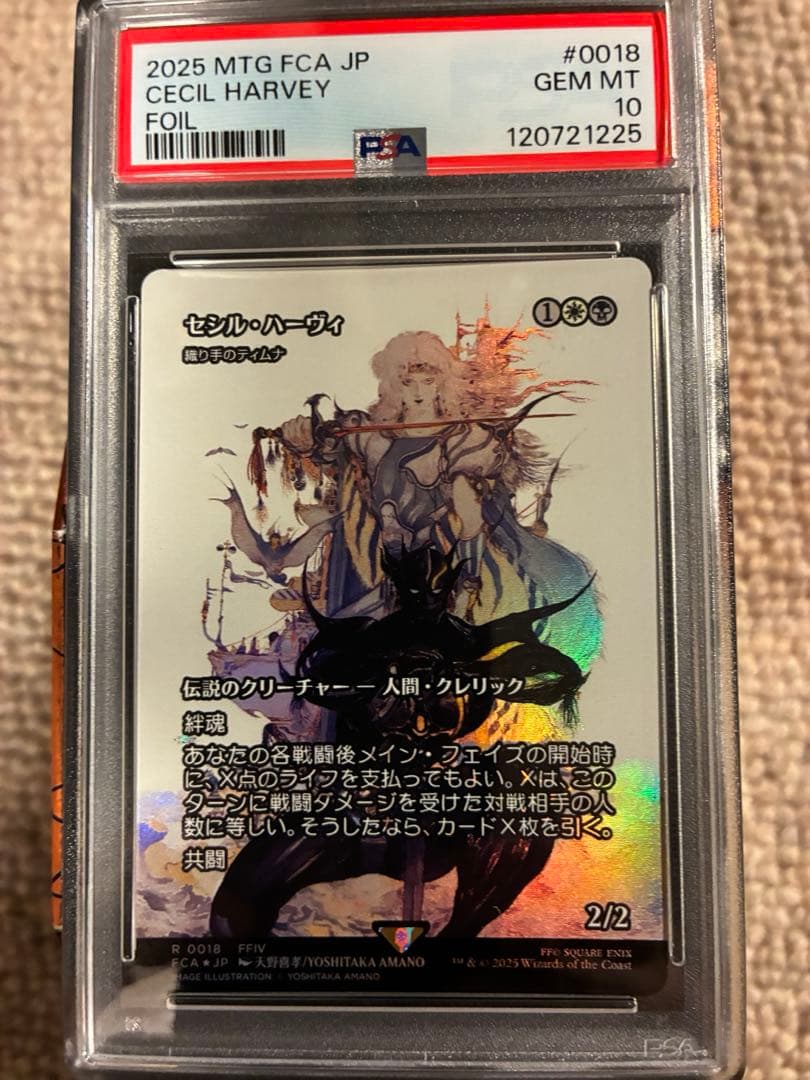 2025 MTG FCA JP #0018
CECIL HARVEY GEM MT
FOIL 10
PSA 120721225
セシル・ハーヴィ 1
織り手のティムナ
伝説のクリーチャー ― 人間・クレリック
絆魂
あなたの各戦闘後メイン・フェイズの開始時
に、X点のライフを支払ってもよい。Xは、この
ターンに戦闘ダメージを受けた対戦相手の人
数に等しい。そうしたなら、カードX枚を引く。
共闘
2/2
R 0018 FFIV FF© SQUARE ENIX
FCA★JP 天野喜孝/YOSHITAKA AMANO ™ & © 2025 Wizards of the Coast
IMAGE ILLUSTRATION : YOSHITAKA AMANO
PSA